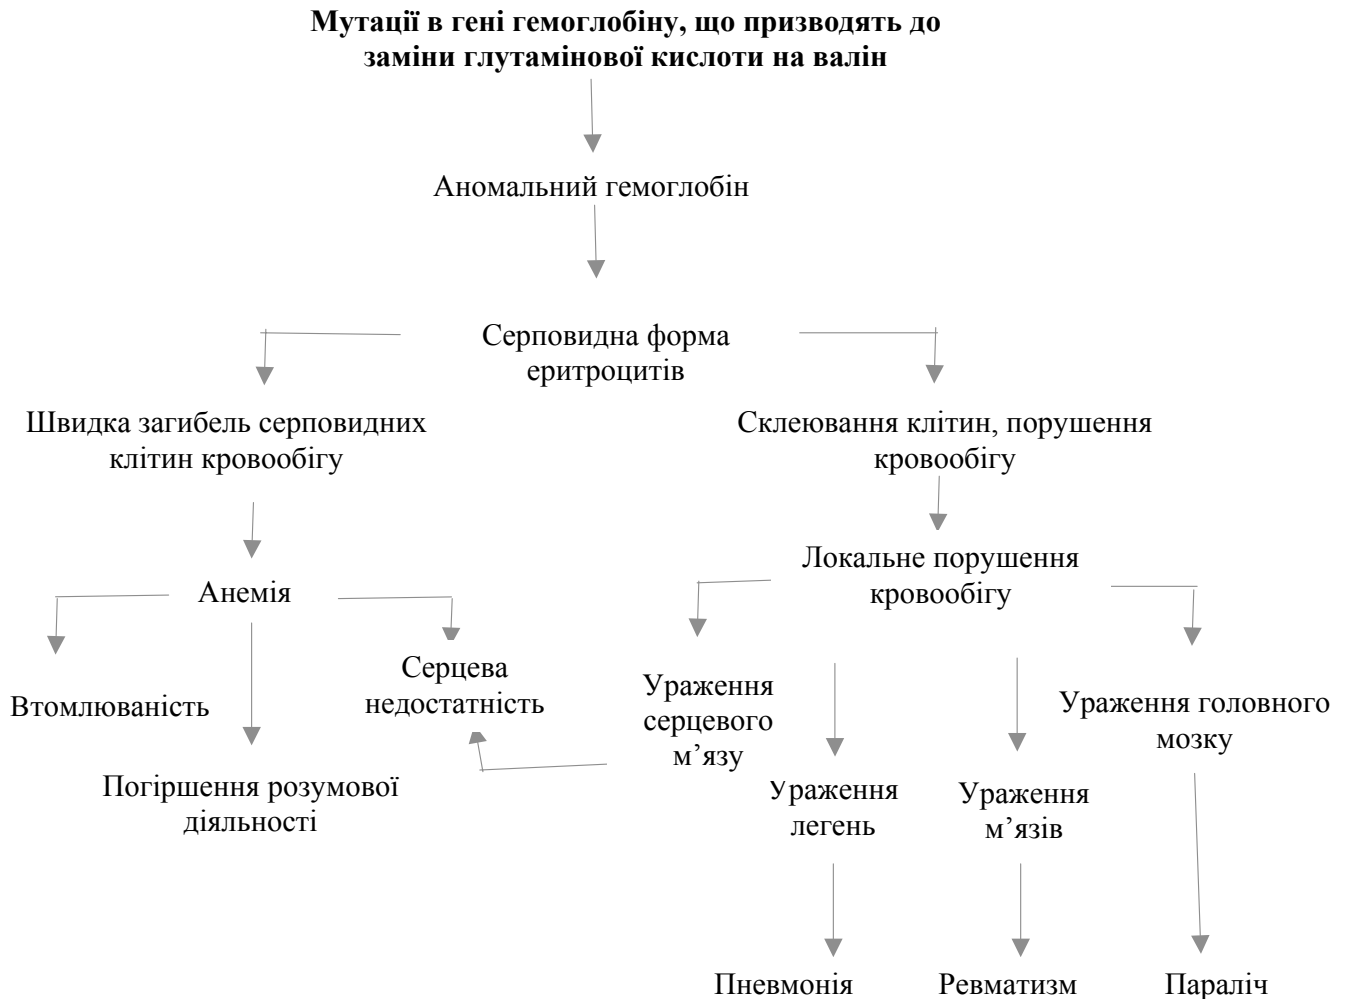 Мутації в гені гемоглобіну, що призводять до
заміни глутамінової кислоти на валін
Аномальний гемоглобін
Серповидна форма
еритроцитів
Швидка загибель серповидних
клітин кровообігу
Склеювання клітин, порушення
кровообігу
Анемія
Локальне порушення
кровообігу
Втомлюваність
Серцева
недостатність
Погіршення розумової
діяльності
Ураження
серцевого
м’язу
Ураження
легень
Ураження
м’язів
Ураження головного
мозку
Пневмонія
Ревматизм
Параліч